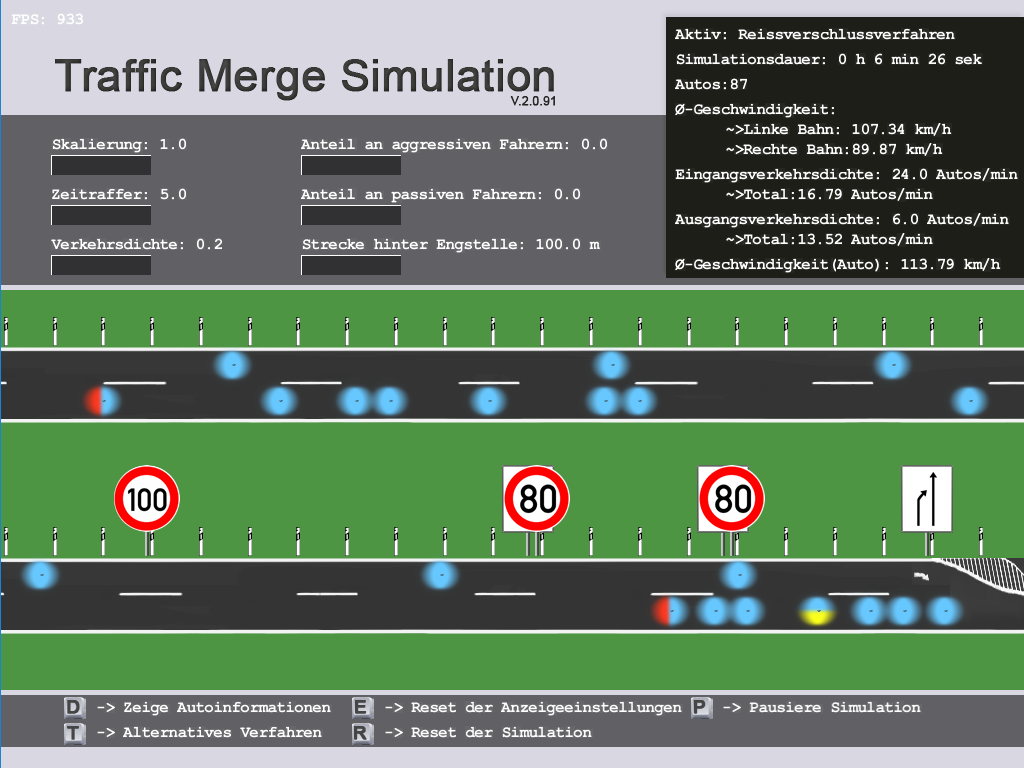 FPS: 933
Traffic Merge Simulation
V.2.0.91
Aktiv: Reissverschlussverfahren
Simulationsdauer: 0 h 6 min 26 sek
Autos:87
Ø-Geschwindigkeit:
~>Linke Bahn: 107.34 km/h
~>Rechte Bahn:89.87 km/h
Eingangsverkehrsdichte: 24.0 Autos/min
~>Total:16.79 Autos/min
Ausgangsverkehrsdichte: 6.0 Autos/min
~>Total:13.52 Autos/min
Ø-Geschwindigkeit(Auto): 113.79 km/h
Skalierung: 1.0
Anteil an aggressiven Fahrern: 0.0
Zeitraffer: 5.0
Anteil an passiven Fahrern: 0.0
Verkehrsdichte: 0.2
Strecke hinter Engstelle: 100.0 m
100
80
80
D -> Zeige Autoinformationen
E -> Reset der Anzeigeeinstellungen
P -> Pausiere Simulation
T -> Alternatives Verfahren
R -> Reset der Simulation